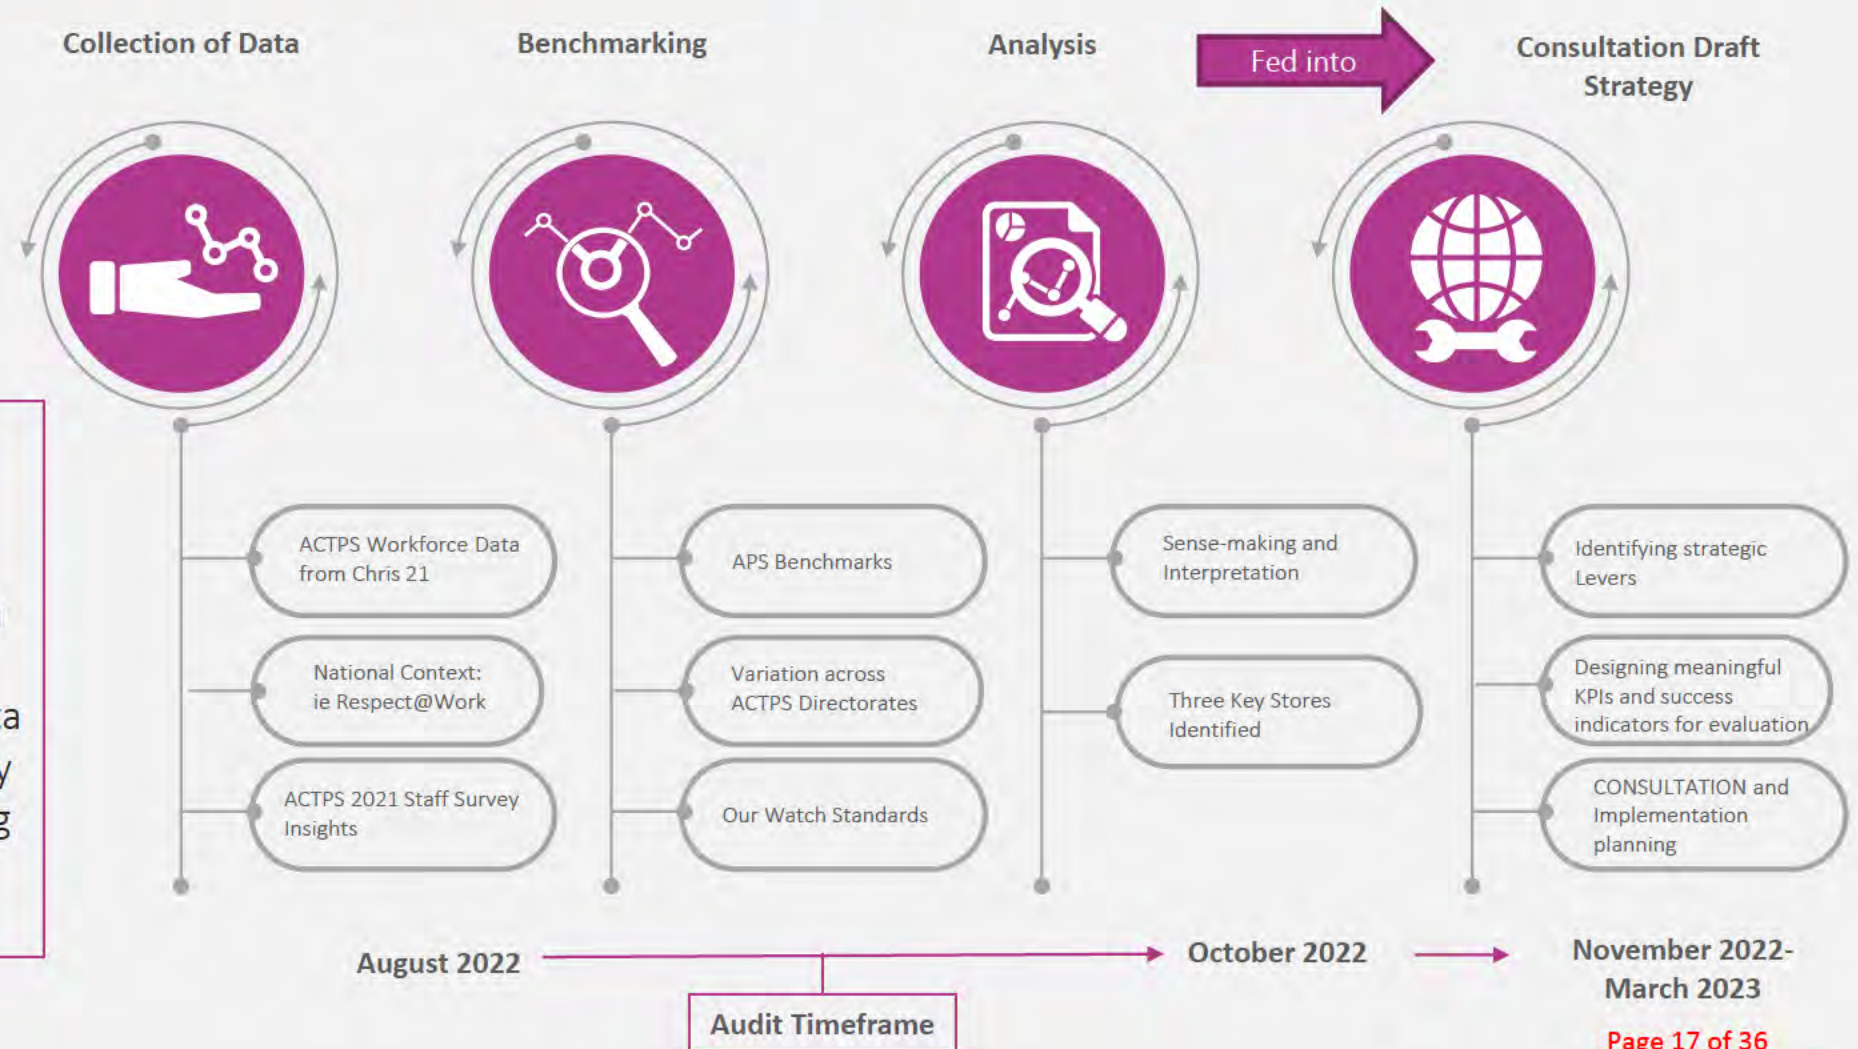 Collection of Data
Benchmarking
Analysis
Fed into
Consultation Draft
Strategy
ACTPS Workforce Data
from Chris 21
National Context:
ie Respect@Work
ACTPS 2021 Staff Survey
Insights
APS Benchmarks
Variation across
ACTPS Directorates
Our Watch Standards
Sense-making and
Interpretation
Three Key Stores
Identified
Identifying strategic
Levers
Designing meaningful
KPIs and success
indicators for evaluation
CONSULTATION and
Implementation
planning
August 2022
October 2022
November 2022-
March 2023
Audit Timeframe
Page 17 of 36